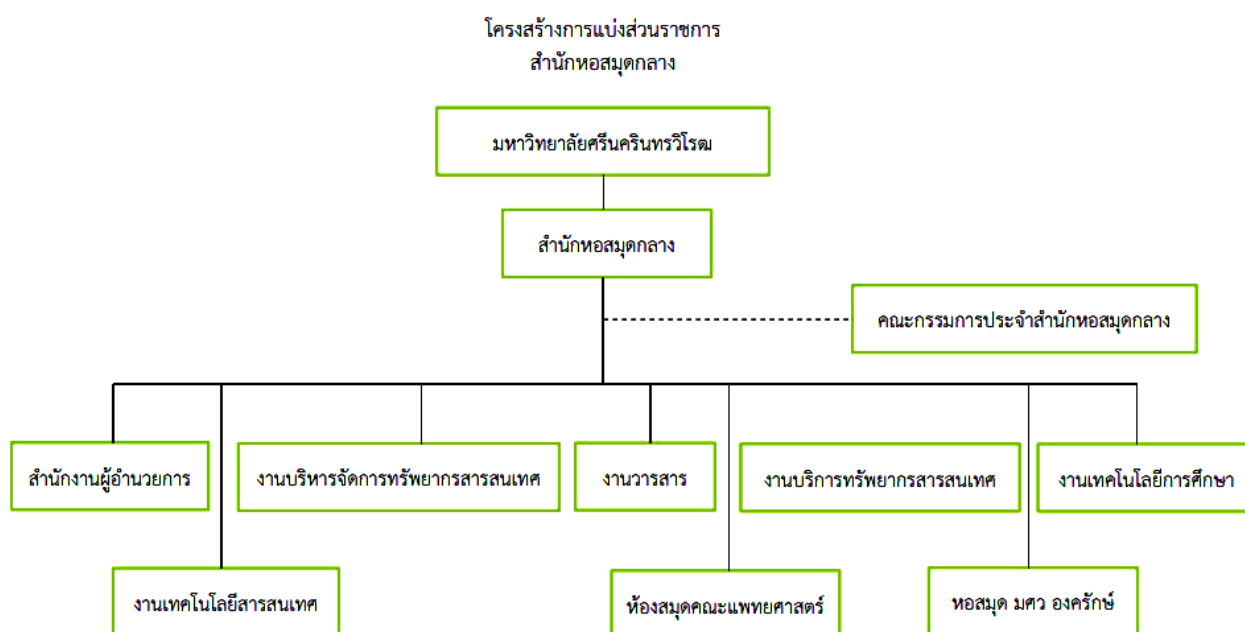 โครงสร้างการแบ่งส่วนราชการ
สำนักหอสมุดกลาง
มหาวิทยาลัยศรีนครินทรวิโรฒ
สำนักหอสมุดกลาง
คณะกรรมการประจำสำนักหอสมุดกลาง
สำนักงานผู้อำนวยการ
งานบริหารจัดการทรัพยากรสารสนเทศ
งานวารสาร
งานบริการทรัพยากรสารสนเทศ
งานเทคโนโลยีการศึกษา
งานเทคโนโลยีสารสนเทศ
ห้องสมุดคณะแพทยศาสตร์
หอสมุด มศว องครักษ์